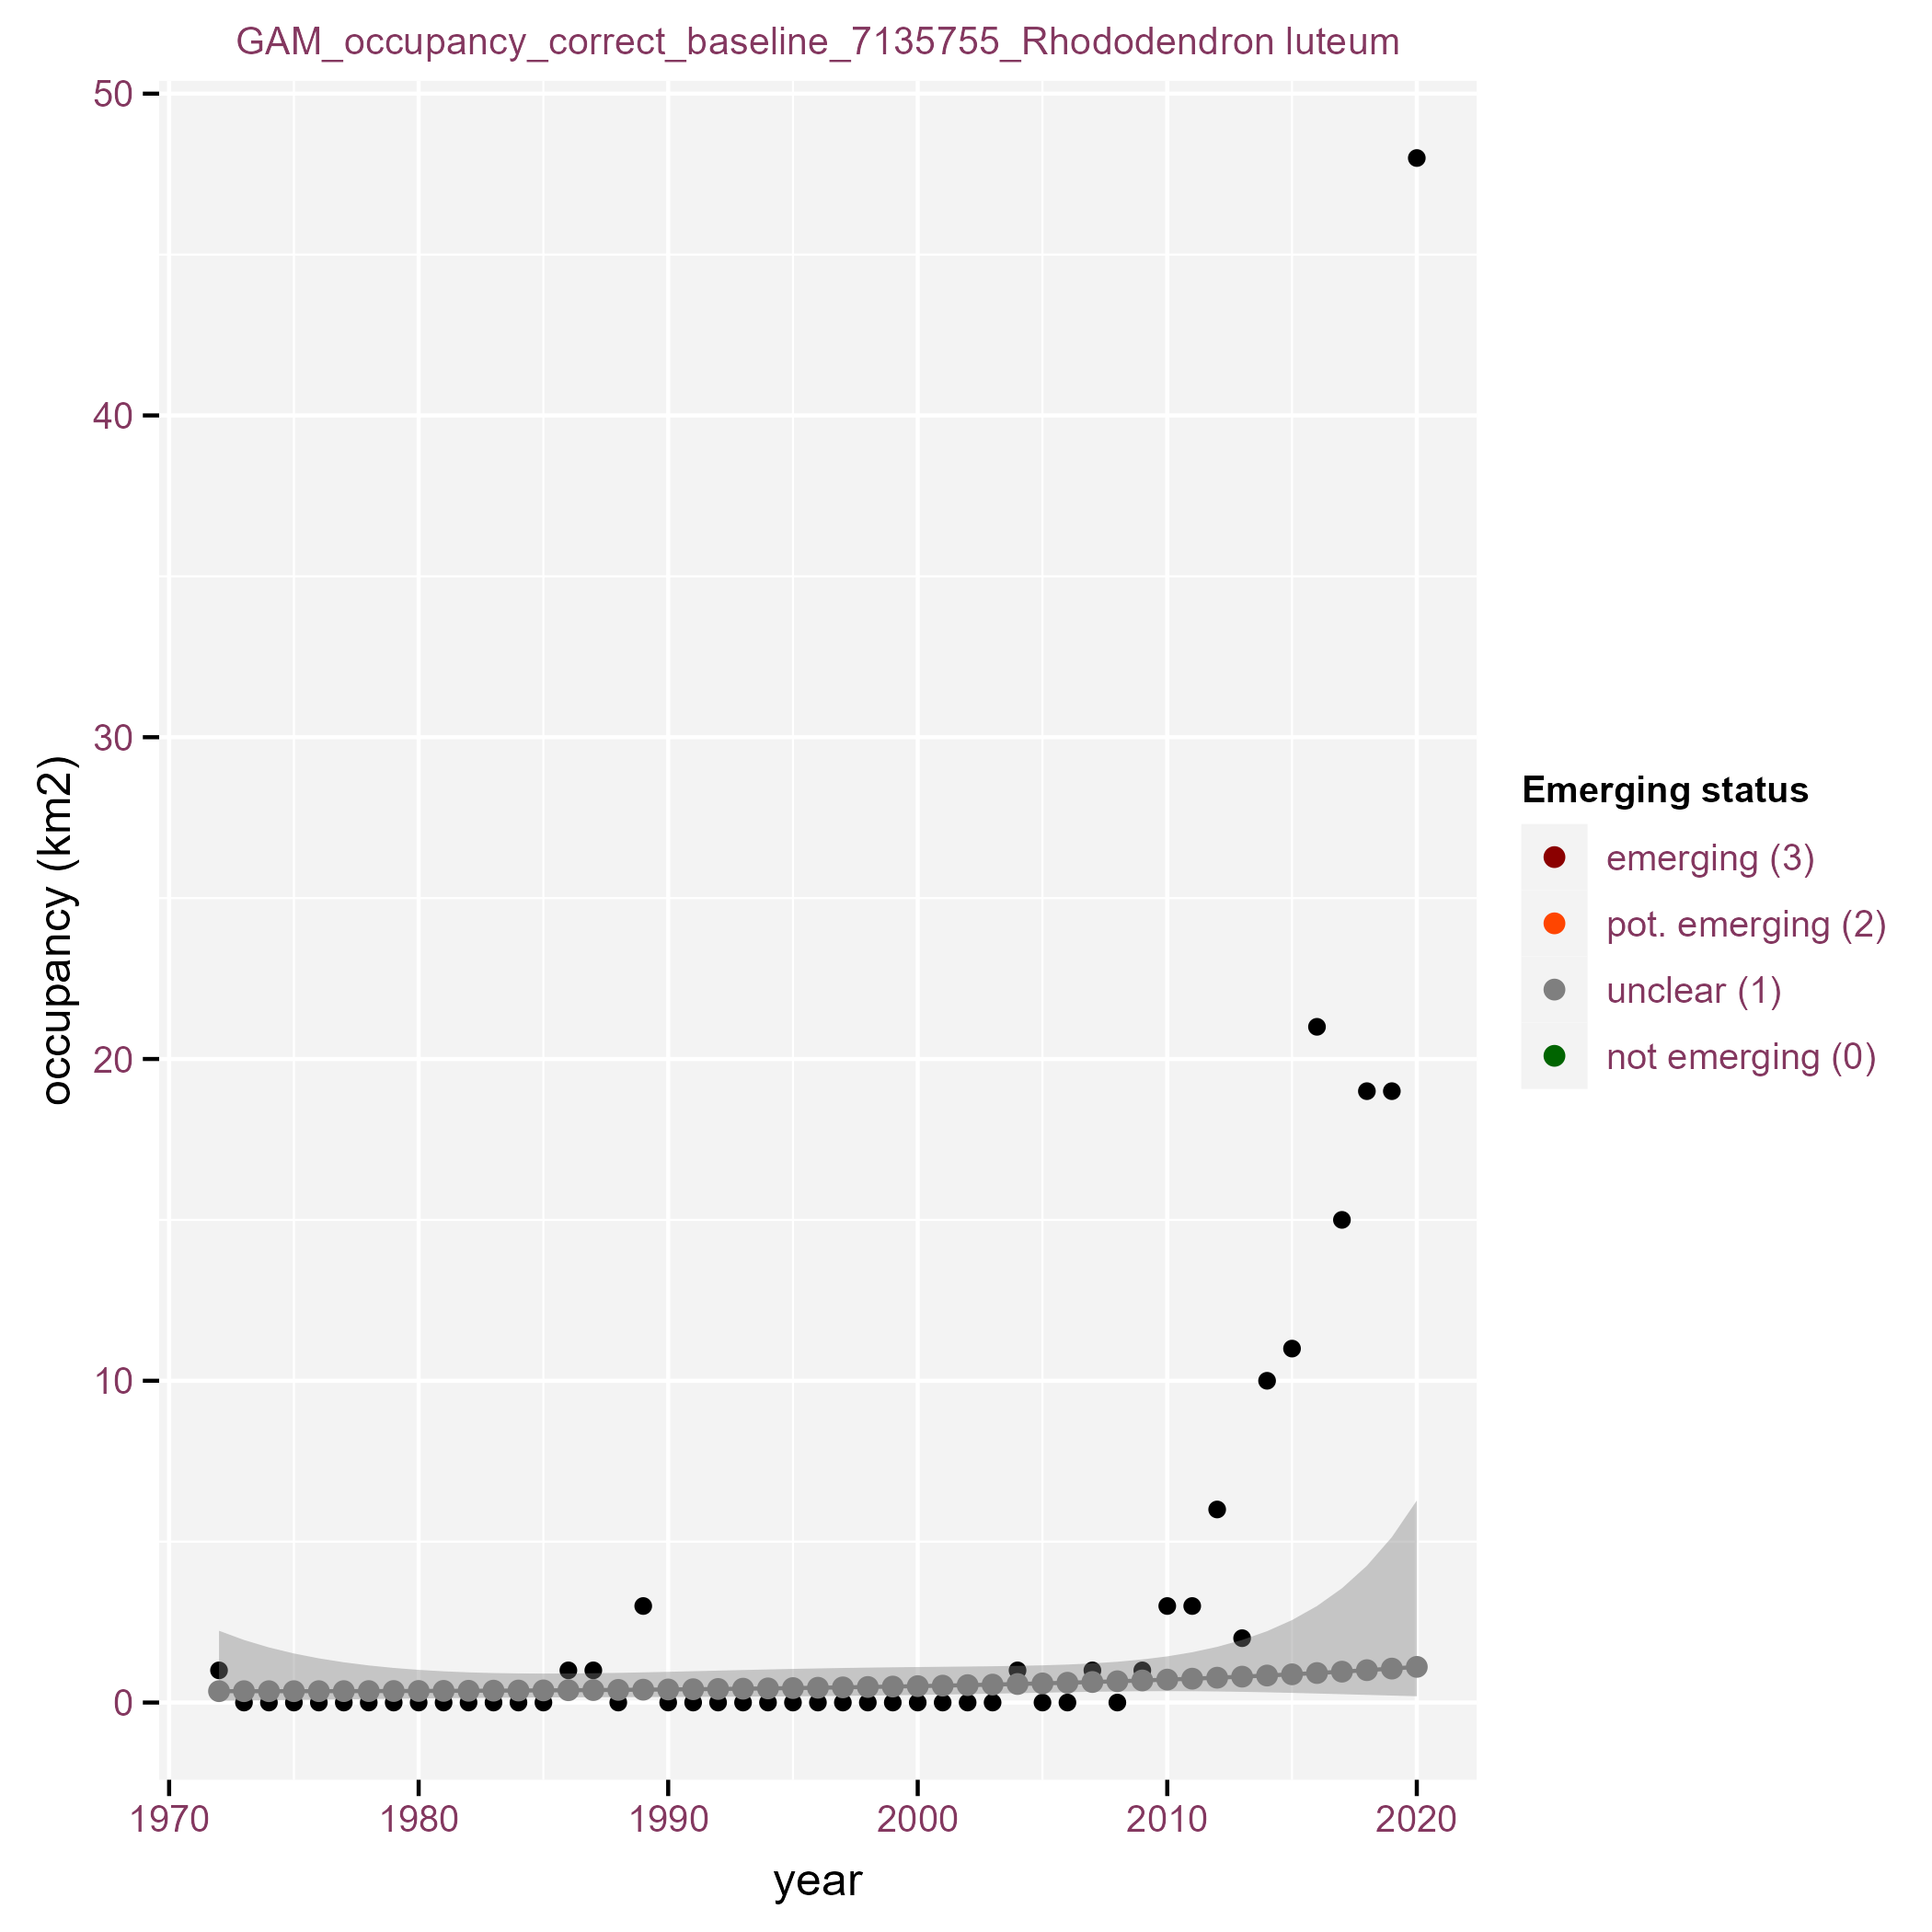 GAM_occupancy_correct_baseline_7135755_Rhododendron luteum
50
40
30
20
10
0
occupancy (km2)
1970
1980
1990
2000
2010
2020
year
Emerging status
emerging (3)
pot. emerging (2)
unclear (1)
not emerging (0)